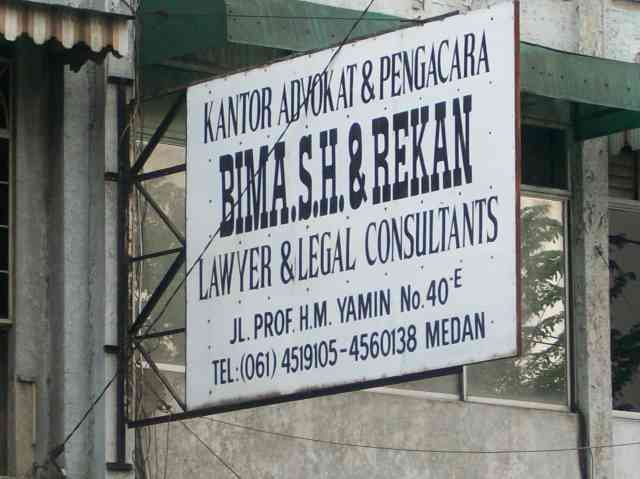 KANTOR ADVOKAT & PENGACARA
BIMA.S.H.& REKAN
LAWYER & LEGAL CONSULTANTS
JL. PROF. H.M. YAMIN No. 40-E
TEL:(061) 4519105-4560138 MEDAN